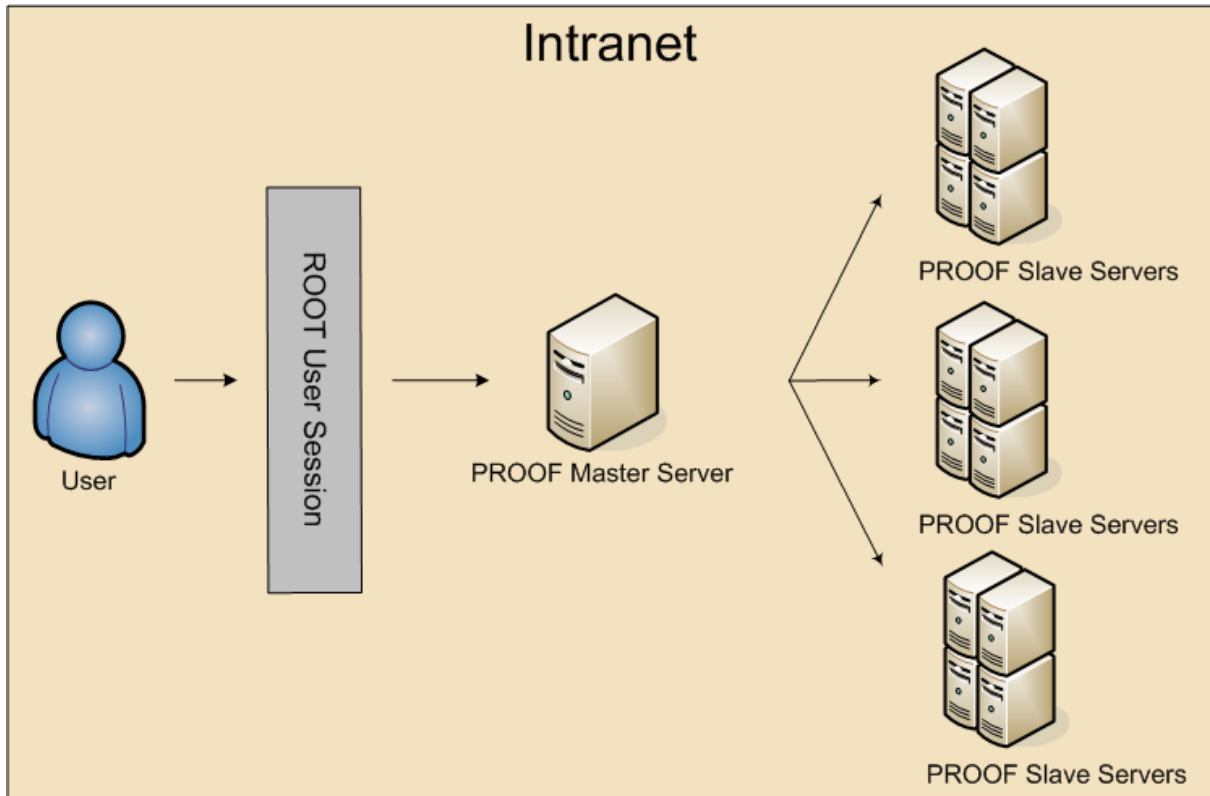 Intranet
User
ROOT User Session
PROOF Master Server
PROOF Slave Servers
PROOF Slave Servers
PROOF Slave Servers